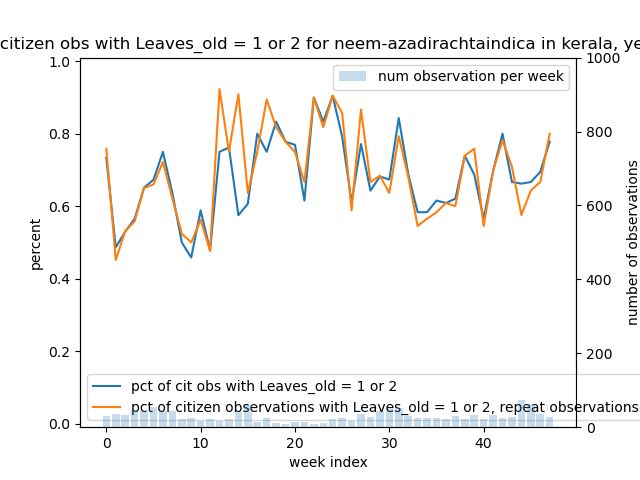 citizen obs with Leaves_old = 1 or 2 for neem-azadirachtaindica in kerala, ye
num observation per week
1.0
0.8
0.6
0.4
0.2
0.0
percent
1000
800
600
400
200
0
number of observations
pct of cit obs with Leaves_old = 1 or 2
pct of citizen observations with Leaves_old = 1 or 2, repeat observations
0 10 20 30 40
week index